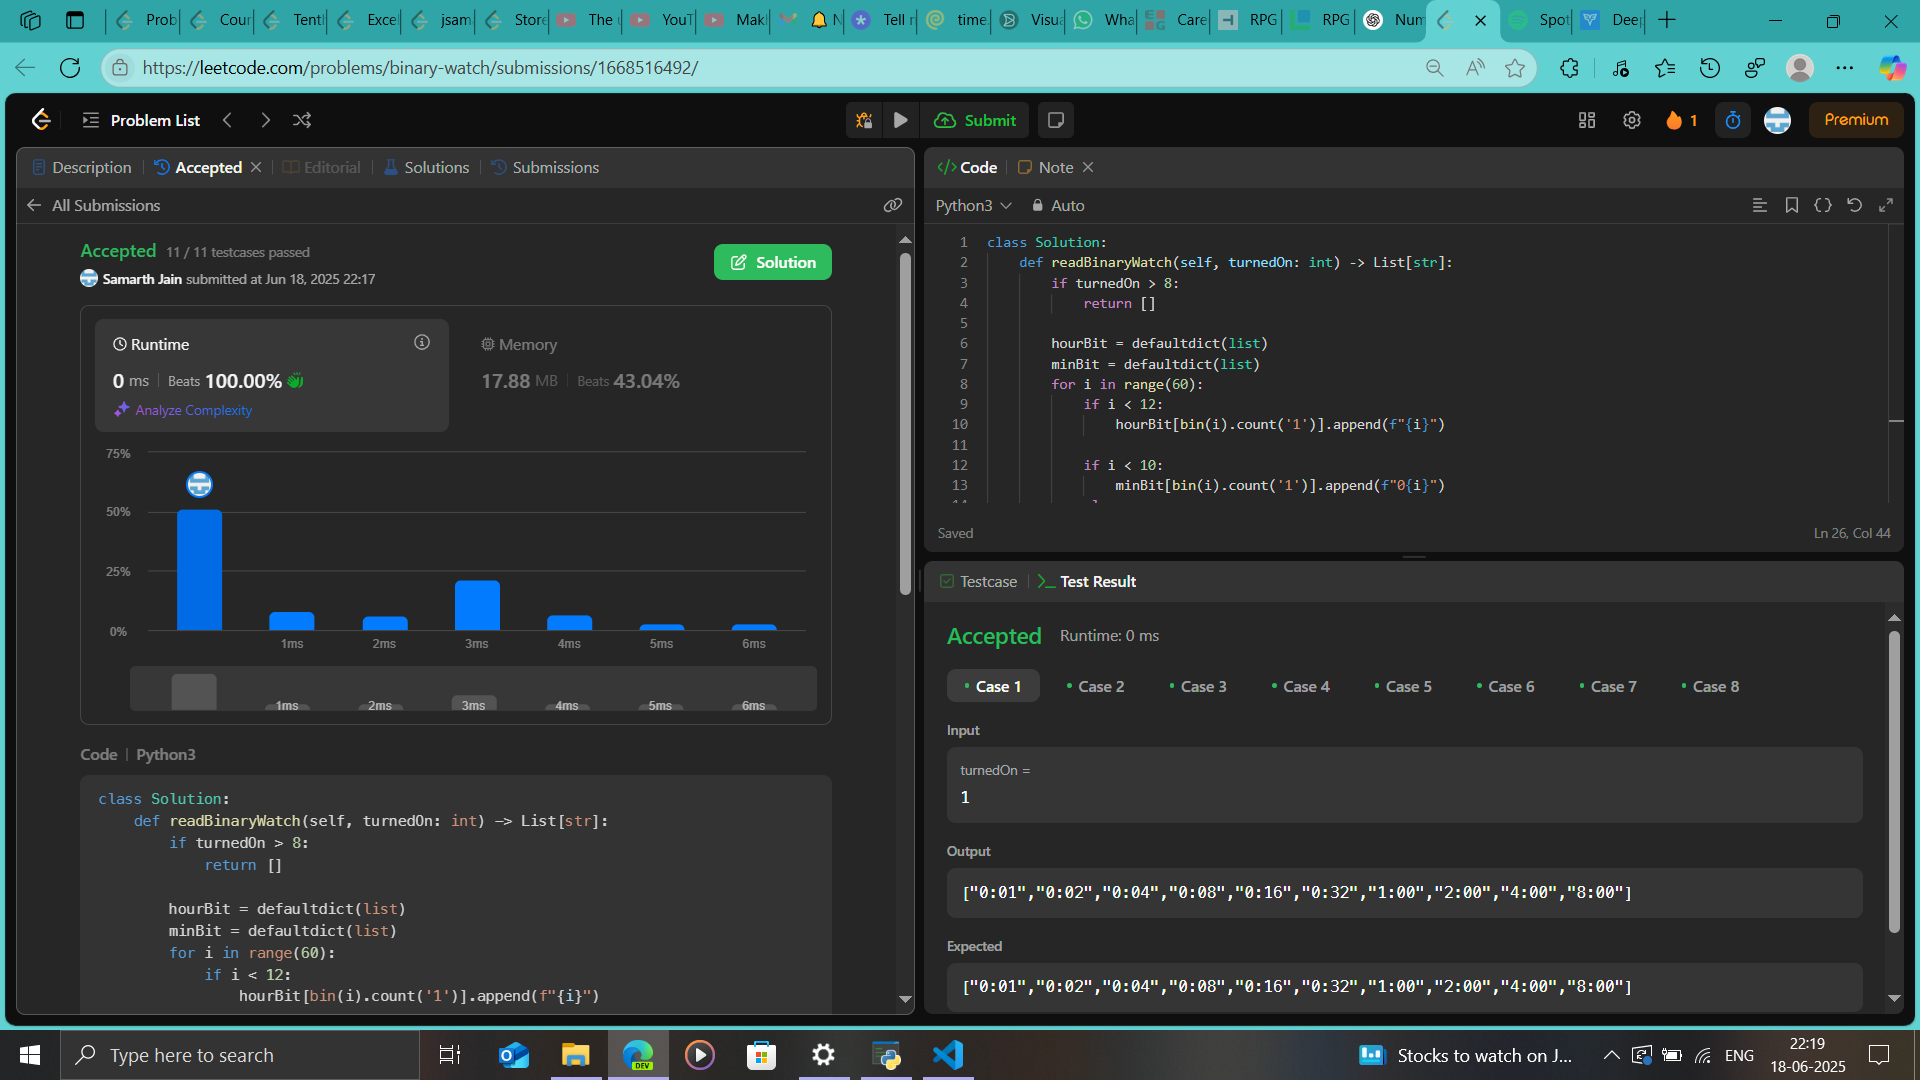 Prob
Cour
Tenth
Excel
jsam
Store
The
YouT
Makl
N
Tell r
time.
Visua
Wha
Care
RPG
RPG
Num
Spot
Deep
https://leetcode.com/problems/binary-watch/submissions/1668516492/
Problem List
Submit
1
Premium
Description
Accepted
Editorial
Solutions
Submissions
All Submissions
Accepted 11 / 11 testcases passed
Samarth Jain submitted at Jun 18, 2025 22:17
Solution
Runtime
0 ms Beats 100.00%
Analyze Complexity
Memory
17.88 MB Beats 43.04%
75%
50%
25%
0%
1ms 2ms 3ms 4ms 5ms 6ms
1ms 2ms 3ms 4ms 5ms 6ms
Code | Python3
class Solution:
    def readBinaryWatch(self, turnedOn: int) -> List[str]:
        if turnedOn > 8:
            return []
        hourBit = defaultdict(list)
        minBit = defaultdict(list)
        for i in range(60):
            if i < 12:
                hourBit[bin(i).count('1')].append(f"{i}")
</> Code
Note
Python3
Auto
1 class Solution:
2     def readBinaryWatch(self, turnedOn: int) -> List[str]:
3         if turnedOn > 8:
4             return []
5
6         hourBit = defaultdict(list)
7         minBit = defaultdict(list)
8         for i in range(60):
9             if i < 12:
10                 hourBit[bin(i).count('1')].append(f"{i}")
11
12             if i < 10:
13                 minBit[bin(i).count('1')].append(f"0{i}")
Saved
Ln 26, Col 44
Testcase
Test Result
Accepted Runtime: 0 ms
Case 1
Case 2
Case 3
Case 4
Case 5
Case 6
Case 7
Case 8
Input
turnedOn =
1
Output
["0:01","0:02","0:04","0:08","0:16","0:32","1:00","2:00","4:00","8:00"]
Expected
["0:01","0:02","0:04","0:08","0:16","0:32","1:00","2:00","4:00","8:00"]
Type here to search
DEV
Stocks to watch on J...
ENG
22:19
18-06-2025